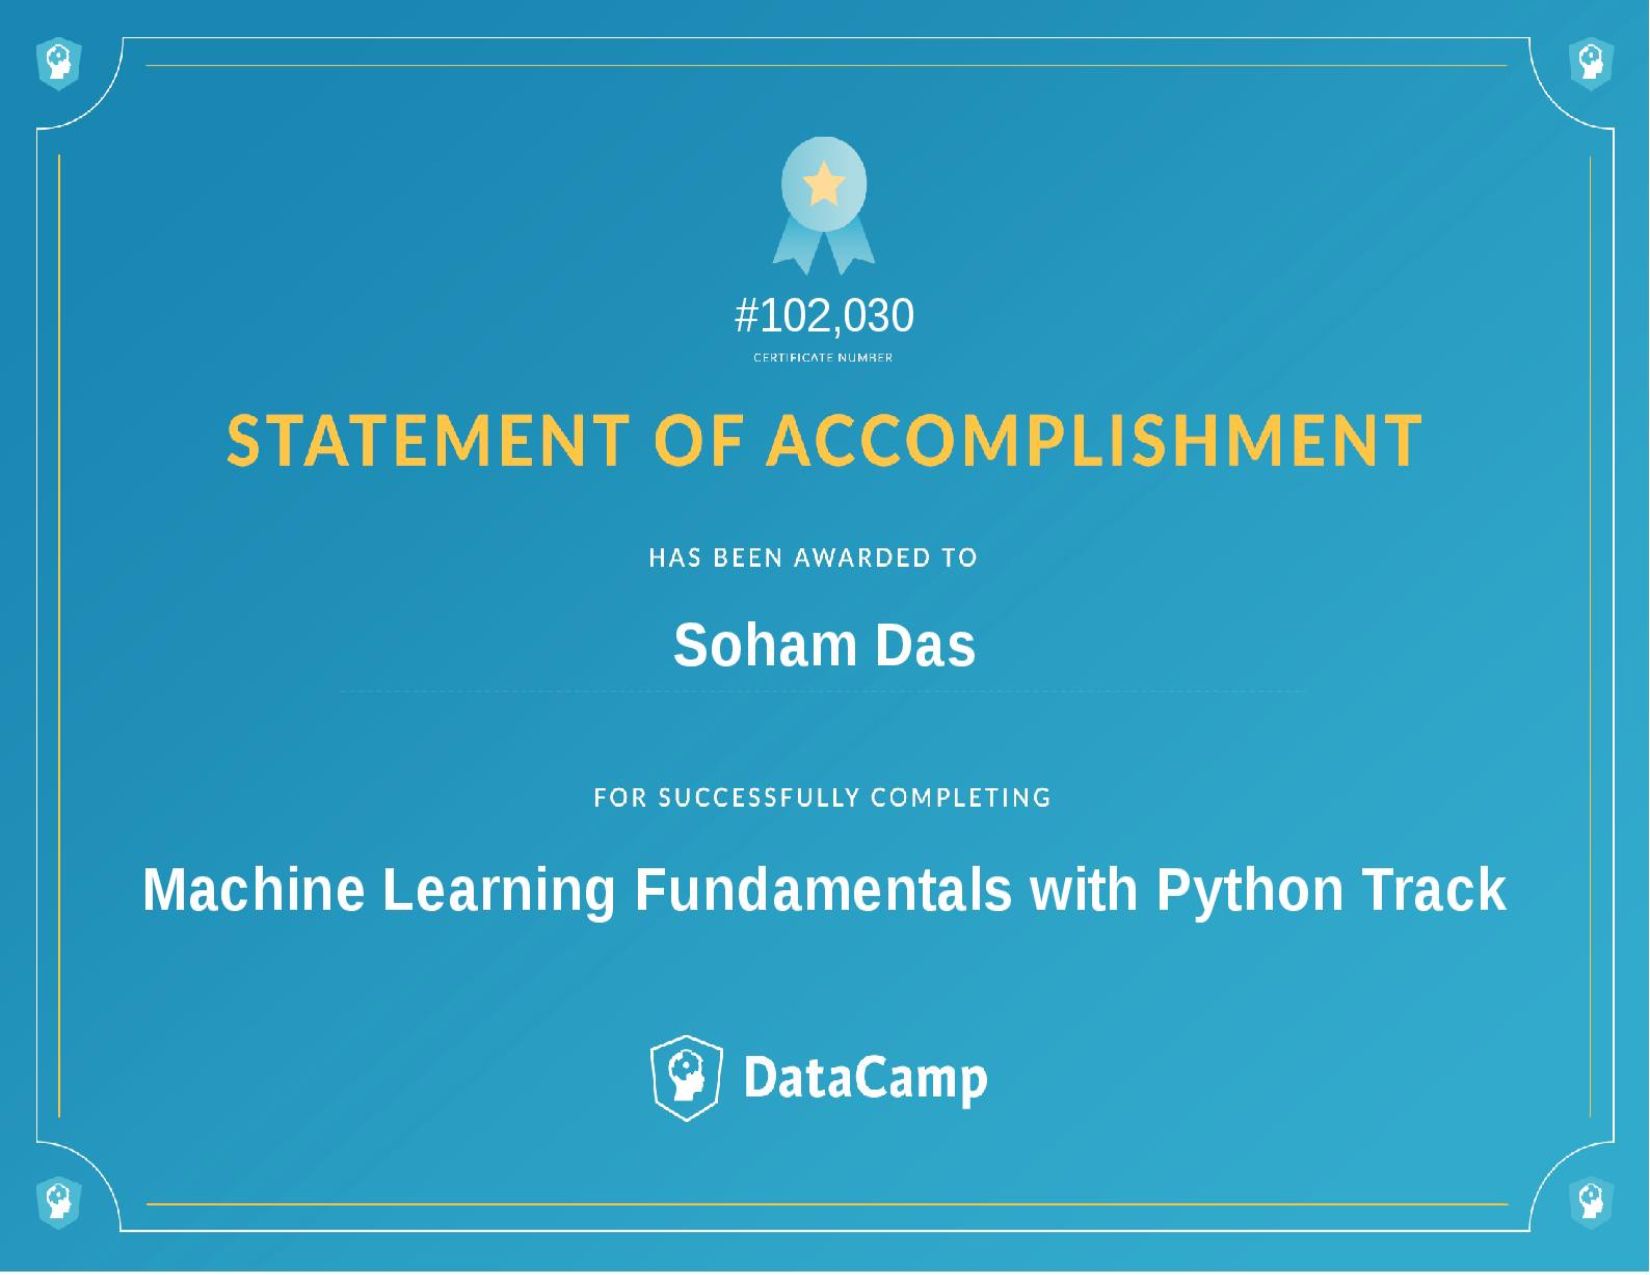 #102,030
CERTIFICATE NUMBER
STATEMENT OF ACCOMPLISHMENT
HAS BEEN AWARDED TO
Soham Das
FOR SUCCESSFULLY COMPLETING
Machine Learning Fundamentals with Python Track
DataCamp